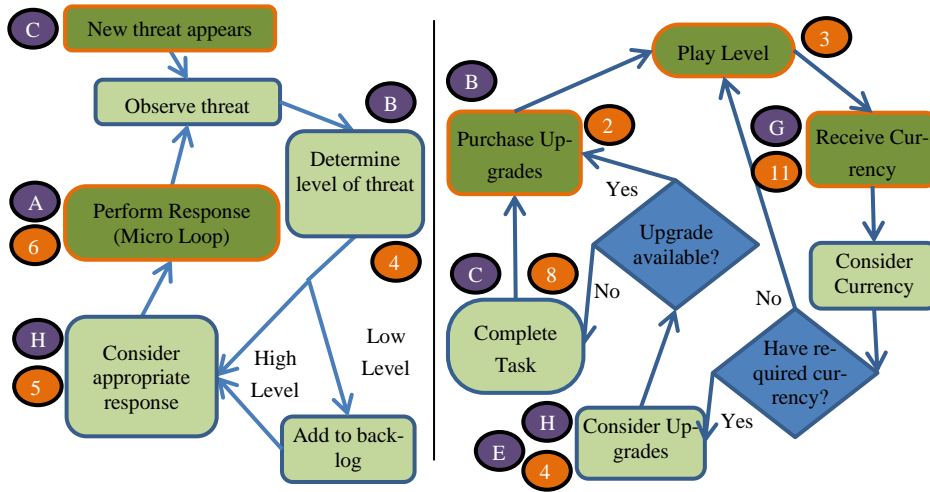 C
New threat appears
Observe threat
B
Determine
level of threat
4
A
6
Perform Response
(Micro Loop)
H
5
Consider
appropriate
response
High
Level
Low
Level
Add to back-
log
Play Level
3
B
Purchase Up-
grades
2
G
11
Receive Cur-
rency
Yes
Upgrade
available?
No
C
8
Complete
Task
Consider
Currency
No
Have re-
quired cur-
rency?
Yes
H
E
4
Consider Up-
grades